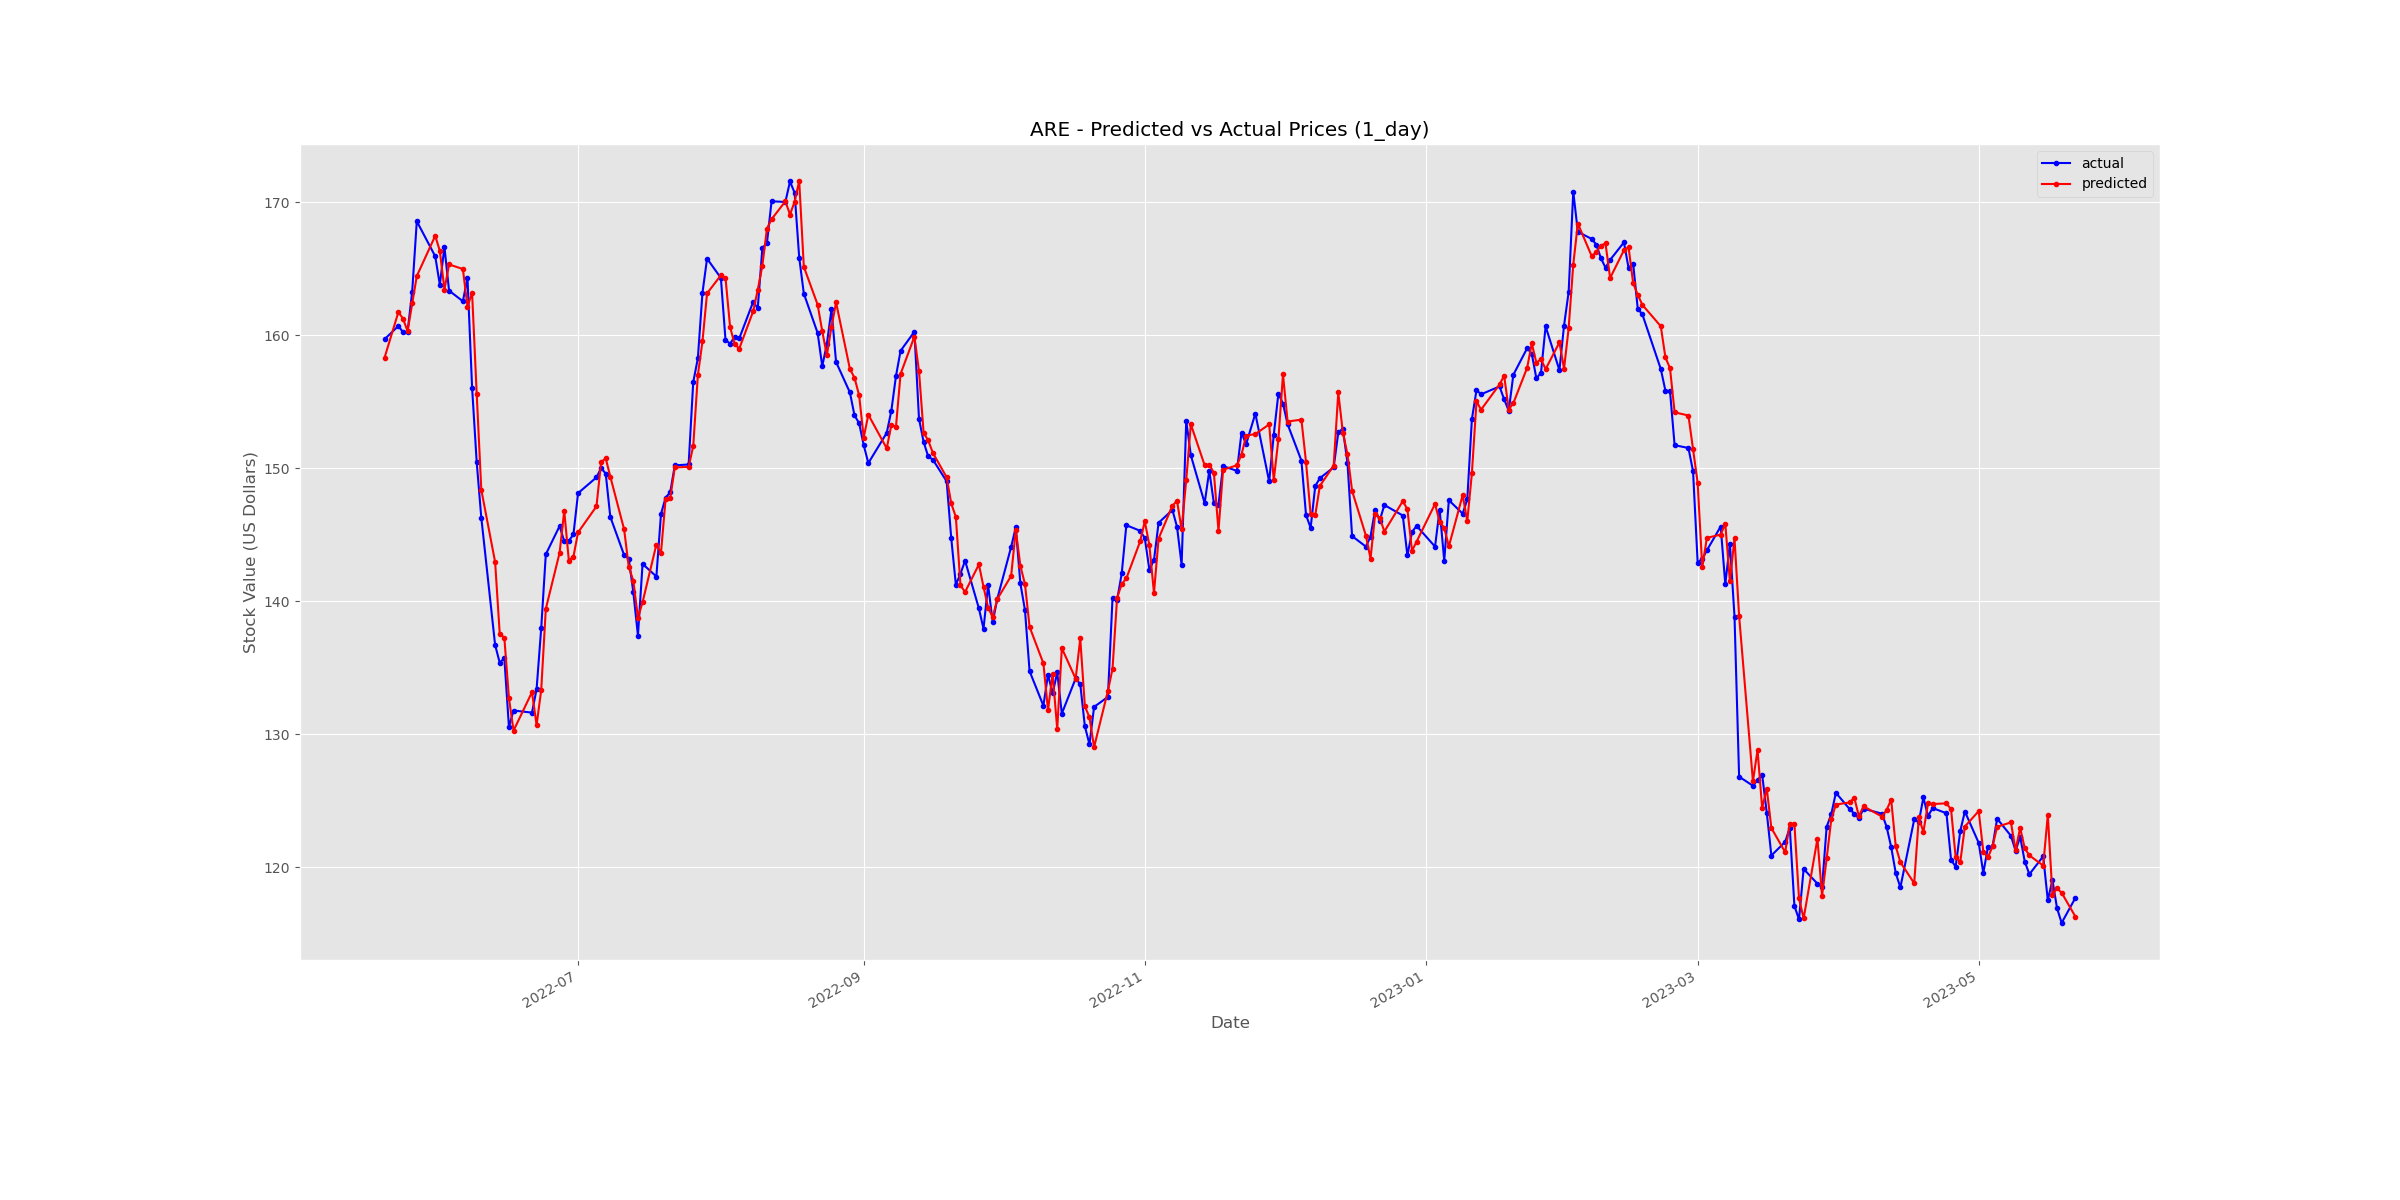 ARE - Predicted vs Actual Prices (1_day)
actual
predicted
Stock Value (US Dollars)
170
160
150
140
130
120
2022-07
2022-09
2022-11
2023-01
2023-03
2023-05
Date